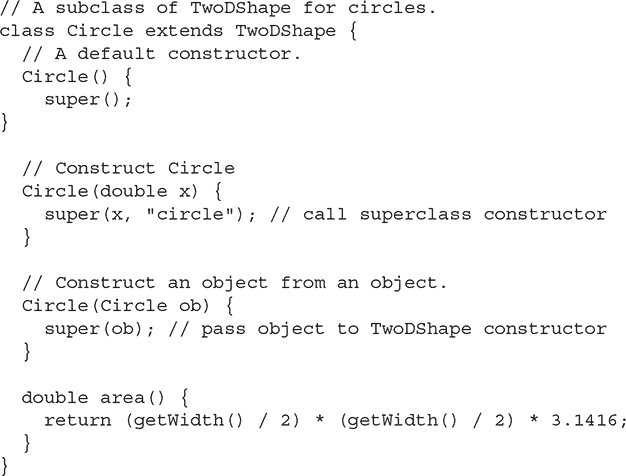 // A subclass of TwoDShape for circles.
class Circle extends TwoDShape {
  // A default constructor.
  Circle() {
    super();
}

  // Construct Circle
  Circle(double x) {
    super(x, "circle"); // call superclass constructor
  }

  // Construct an object from an object.
  Circle(Circle ob) {
    super(ob); // pass object to TwoDShape constructor
  }

  double area() {
    return (getWidth() / 2) * (getWidth() / 2) * 3.1416;
  }
}